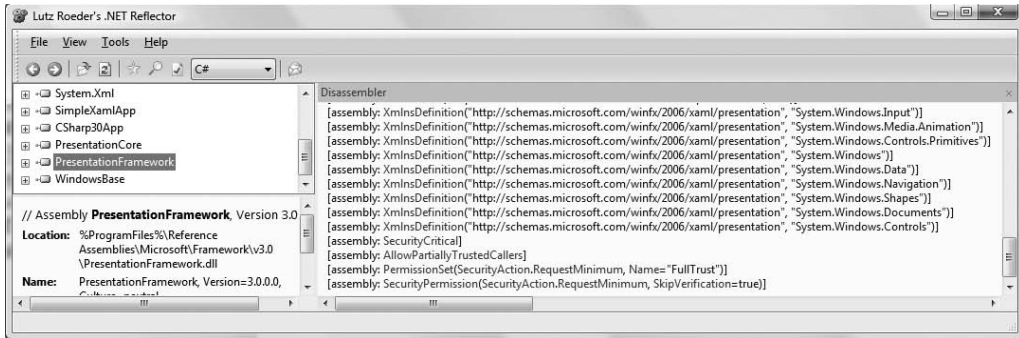 Lutz Roeder's .NET Reflector
File View Tools Help
C#
System.Xml
SimpleXamlApp
CSharp30App
PresentationCore
PresentationFramework
WindowsBase
// Assembly PresentationFramework, Version 3.0
Location: %ProgramFiles%\Reference
Assemblies\Microsoft\Framework\v3.0
\PresentationFramework.dll
Name: PresentationFramework, Version=3.0.0.0,
Disassembler
[assembly: XmlnsDefinition("http://schemas.microsoft.com/winfx/2006/xaml/presentation", "System.Windows.Input")]
[assembly: XmlnsDefinition("http://schemas.microsoft.com/winfx/2006/xaml/presentation", "System.Windows.Media.Animation")]
[assembly: XmlnsDefinition("http://schemas.microsoft.com/winfx/2006/xaml/presentation", "System.Windows.Controls.Primitives")]
[assembly: XmlnsDefinition("http://schemas.microsoft.com/winfx/2006/xaml/presentation", "System.Windows")]
[assembly: XmlnsDefinition("http://schemas.microsoft.com/winfx/2006/xaml/presentation", "System.Windows.Data")]
[assembly: XmlnsDefinition("http://schemas.microsoft.com/winfx/2006/xaml/presentation", "System.Windows.Navigation")]
[assembly: XmlnsDefinition("http://schemas.microsoft.com/winfx/2006/xaml/presentation", "System.Windows.Shapes")]
[assembly: XmlnsDefinition("http://schemas.microsoft.com/winfx/2006/xaml/presentation", "System.Windows.Documents")]
[assembly: XmlnsDefinition("http://schemas.microsoft.com/winfx/2006/xaml/presentation", "System.Windows.Controls")]
[assembly: SecurityCritical]
[assembly: AllowPartiallyTrustedCallers]
[assembly: PermissionSet(SecurityAction.RequestMinimum, Name="FullTrust")]
[assembly: SecurityPermission(SecurityAction.RequestMinimum, SkipVerification=true)]